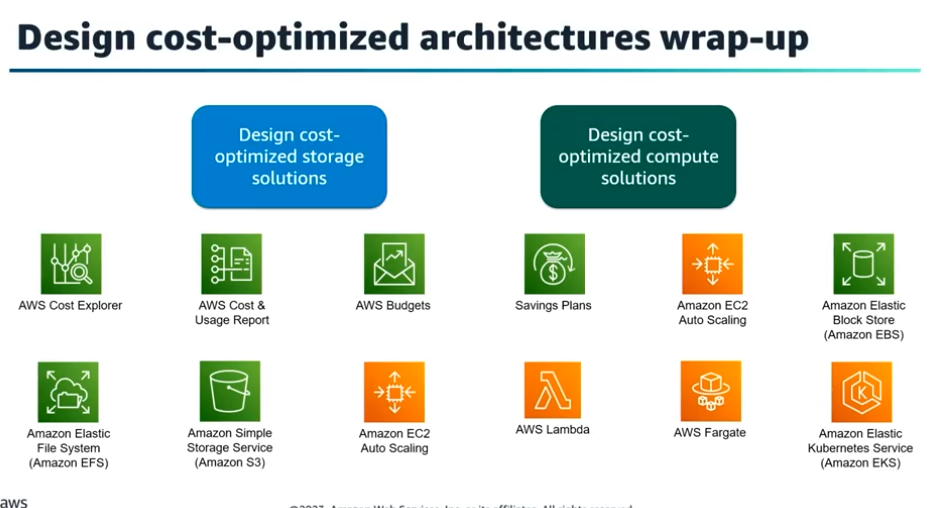 Design cost-optimized architectures wrap-up
Design cost-
optimized storage
solutions
Design cost-
optimized compute
solutions
AWS Cost Explorer
AWS Cost &
Usage Report
AWS Budgets
Savings Plans
Amazon EC2
Auto Scaling
Amazon Elastic
Block Store
(Amazon EBS)
Amazon Elastic
File System
(Amazon EFS)
Amazon Simple
Storage Service
(Amazon S3)
Amazon EC2
Auto Scaling
AWS Lambda
AWS Fargate
Amazon Elastic
Kubernetes Service
(Amazon EKS)
aws
Amazon Web Services, Inc. or its affiliates. All rights reserved.